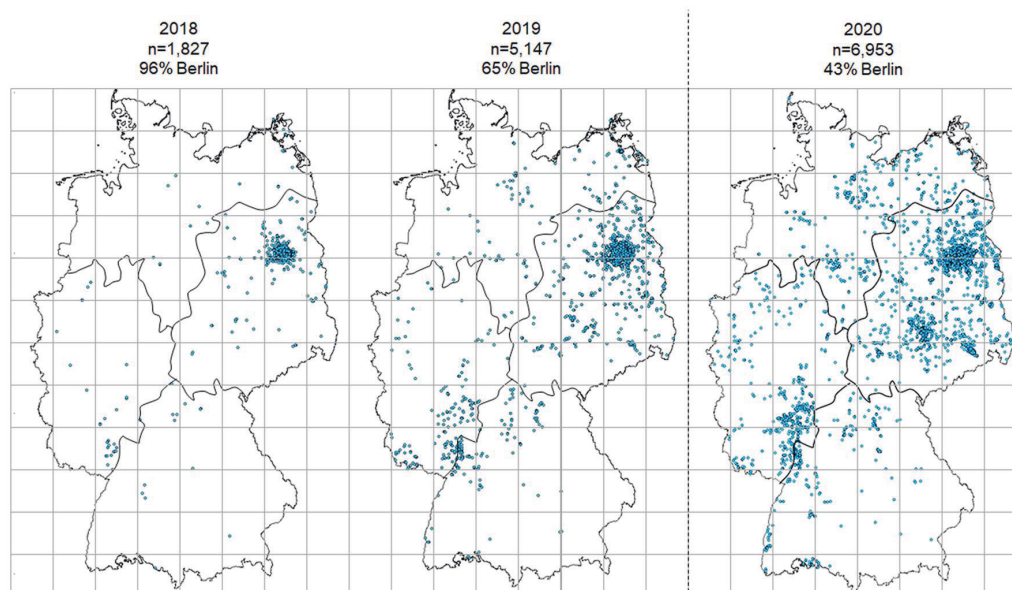 2018
n=1,827
96% Berlin
2019
n=5,147
65% Berlin
2020
n=6,953
43% Berlin